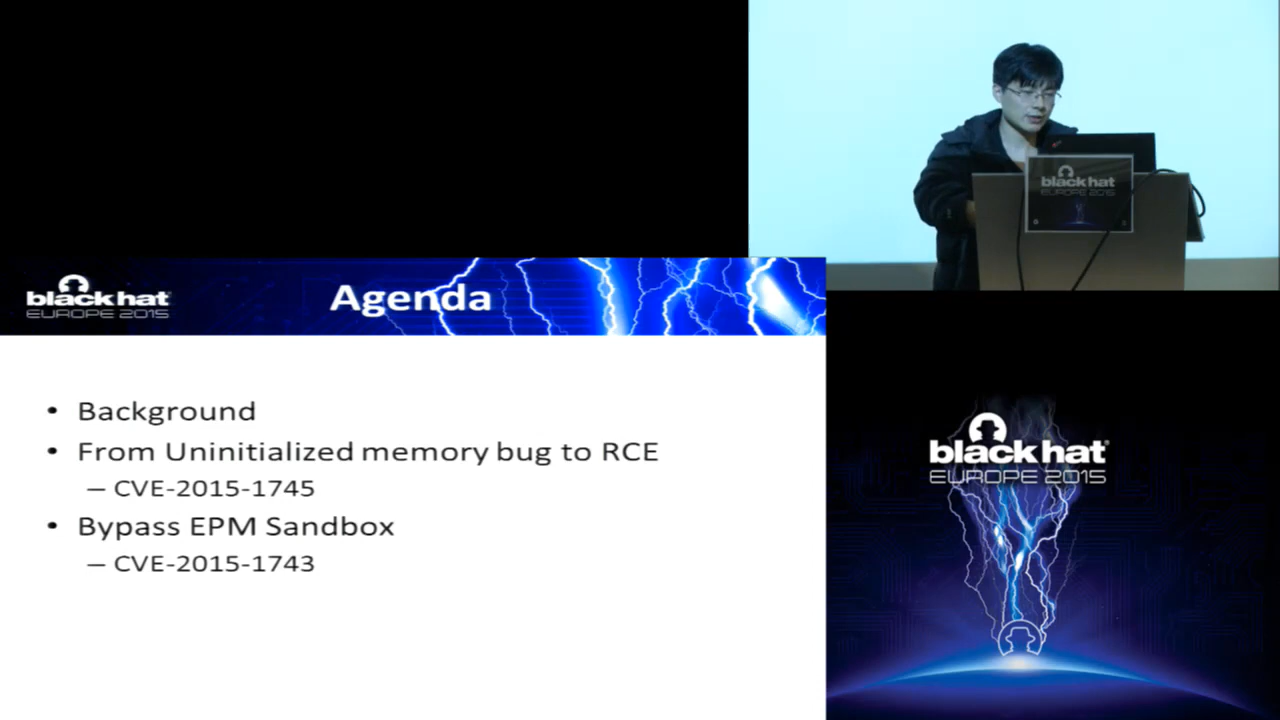 black hat
EUROPE 2015
black hat
EUROPE 2015
Agenda
• Background
• From Uninitialized memory bug to RCE
– CVE-2015-1745
• Bypass EPM Sandbox
– CVE-2015-1743
black hat
EUROPE 2015